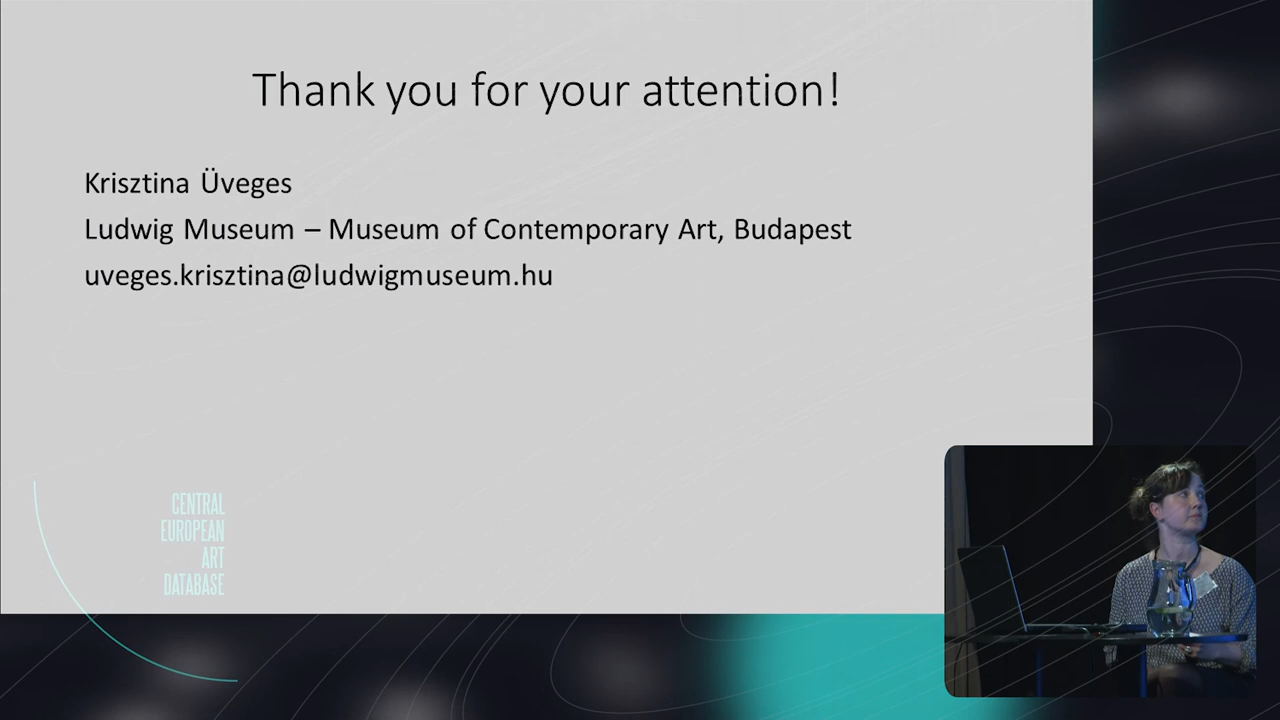 Thank you for your attention!
Krisztina Üveges
Ludwig Museum – Museum of Contemporary Art, Budapest
uveges.krisztina@ludwigmuseum.hu
CENTRAL
EUROPEAN
ART
DATABASE